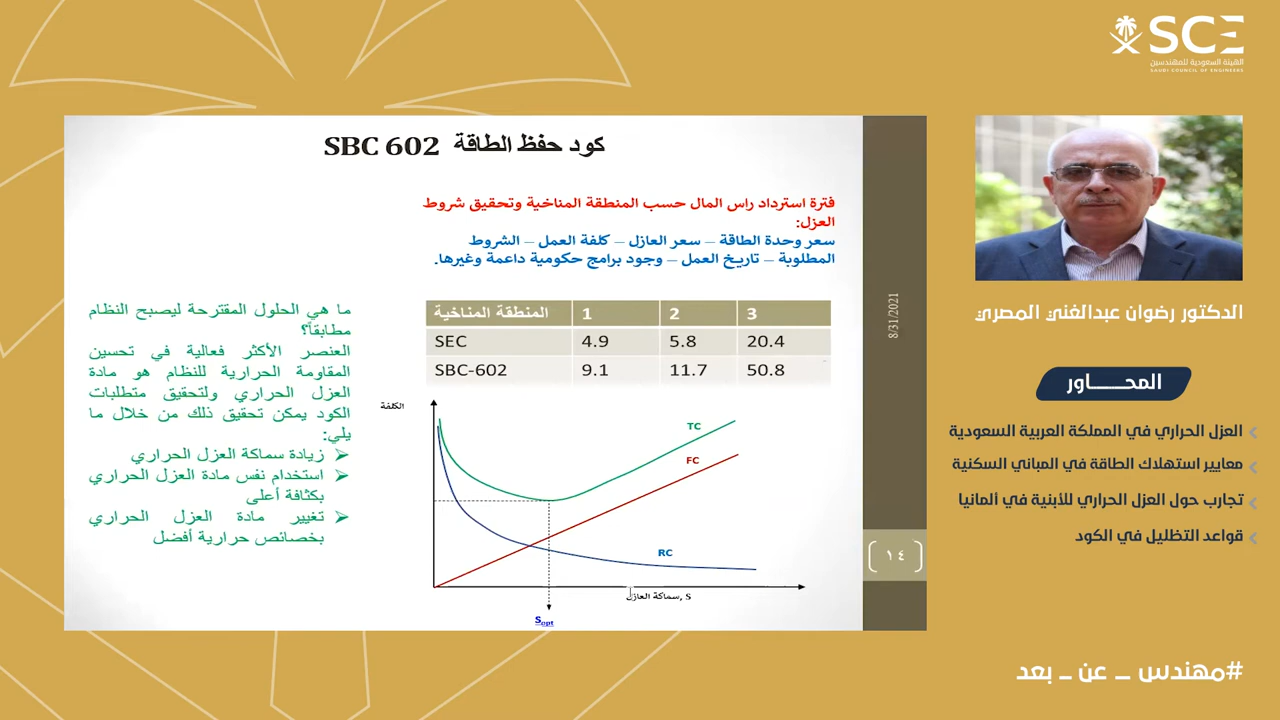 SCE
الهيئة السعودية للمهندسين
SAUDI COUNCIL OF ENGINEERS
كود حفظ الطاقة SBC 602
فترة استرداد راس المال حسب المنطقة المناخية وتحقيق شروط
العزل:
سعر وحدة الطاقة – سعر العازل – كلفة العمل – الشروط
المطلوبة – تاريخ العمل – وجود برامج حكومية داعمة وغيرها.
المنطقة المناخية 1 2 3
SEC 4.9 5.8 20.4
SBC-602 9.1 11.7 50.8
ما هي الحلول المقترحة ليصبح النظام
مطابقاً؟
العنصر الأكثر فعالية في تحسين
المقاومة الحرارية للنظام هو مادة
العزل الحراري ولتحقيق متطلبات
الكود يمكن تحقيق ذلك من خلال ما
يلي:
زيادة سماكة العزل الحراري
استخدام نفس مادة العزل الحراري
بكثافة أعلى
تغيير مادة العزل الحراري
بخصائص حرارية أفضل
الكلفة
TC
FC
RC
سماكة العازل, S
Sopt
8/31/2021
١٤
الدكتور رضوان عبدالغني المصري
المحـــــاور
العزل الحراري في المملكة العربية السعودية
معايير استهلاك الطاقة في المباني السكنية
تجارب حول العزل الحراري للأبنية في ألمانيا
قواعد التظليل في الكود
#مهندس _ عن _ بعد